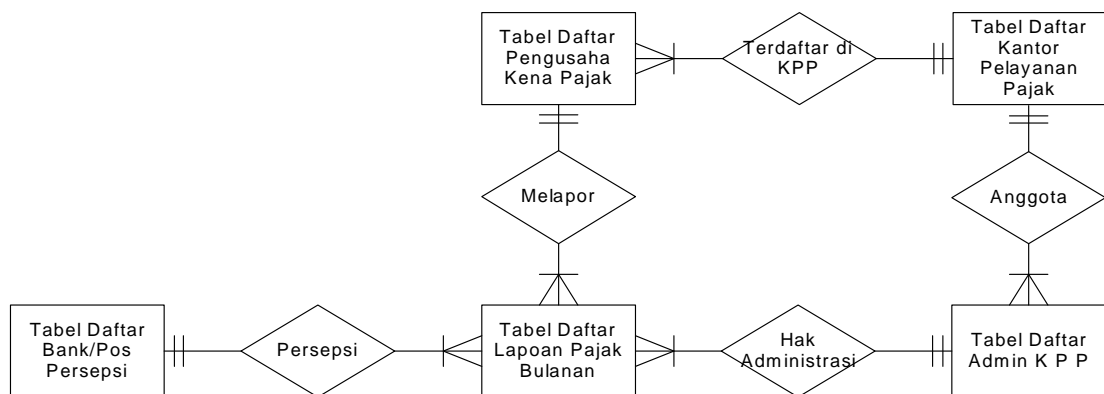 Tabel Daftar
Pengusaha
Kena Pajak
Terdaftar di
KPP
Tabel Daftar
Kantor
Pelayanan
Pajak
Melapor
Anggota
Tabel Daftar
Bank/Pos
Persepsi
Persepsi
Tabel Daftar
Lapoan Pajak
Bulanan
Hak
Administrasi
Tabel Daftar
Admin K P P